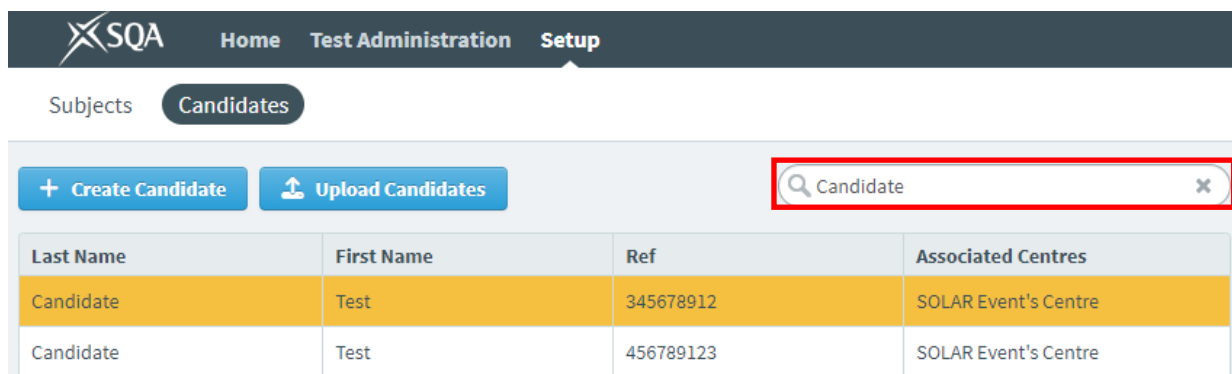 SQA Home Test Administration Setup
Subjects Candidates
+ Create Candidate Upload Candidates Candidate
Last Name First Name Ref Associated Centres
Candidate Test 345678912 SOLAR Event's Centre
Candidate Test 456789123 SOLAR Event's Centre